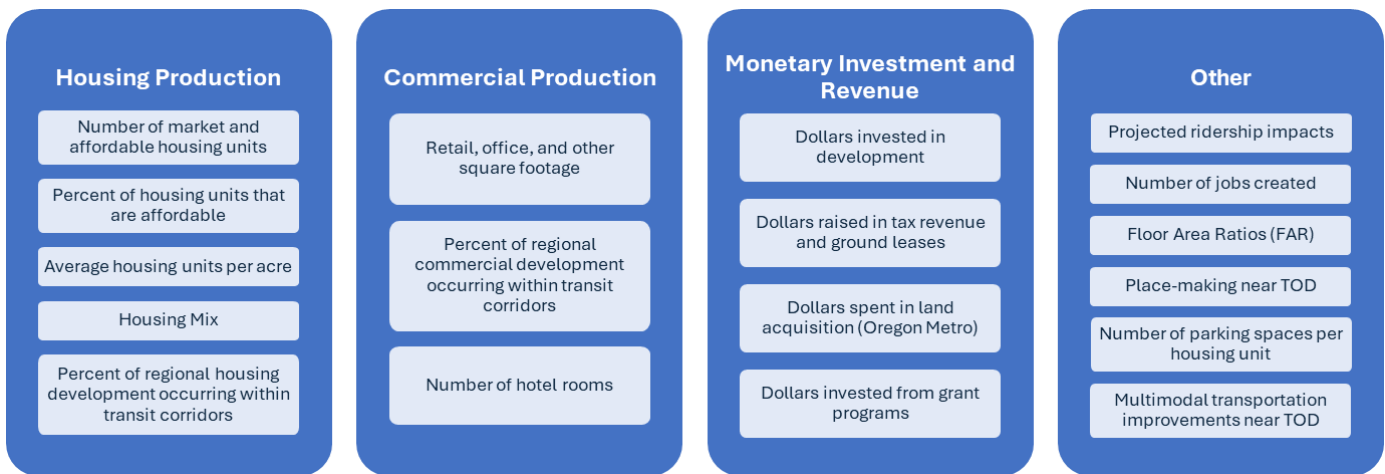 Housing Production
Number of market and
affordable housing units
Percent of housing units that
are affordable
Average housing units per acre
Housing Mix
Percent of regional housing
development occurring within
transit corridors
Commercial Production
Retail, office, and other
square footage
Percent of regional
commercial development
occurring within transit
corridors
Number of hotel rooms
Monetary Investment and
Revenue
Dollars invested in
development
Dollars raised in tax revenue
and ground leases
Dollars spent in land
acquisition (Oregon Metro)
Dollars invested from grant
programs
Other
Projected ridership impacts
Number of jobs created
Floor Area Ratios (FAR)
Place-making near TOD
Number of parking spaces per
housing unit
Multimodal transportation
improvements near TOD